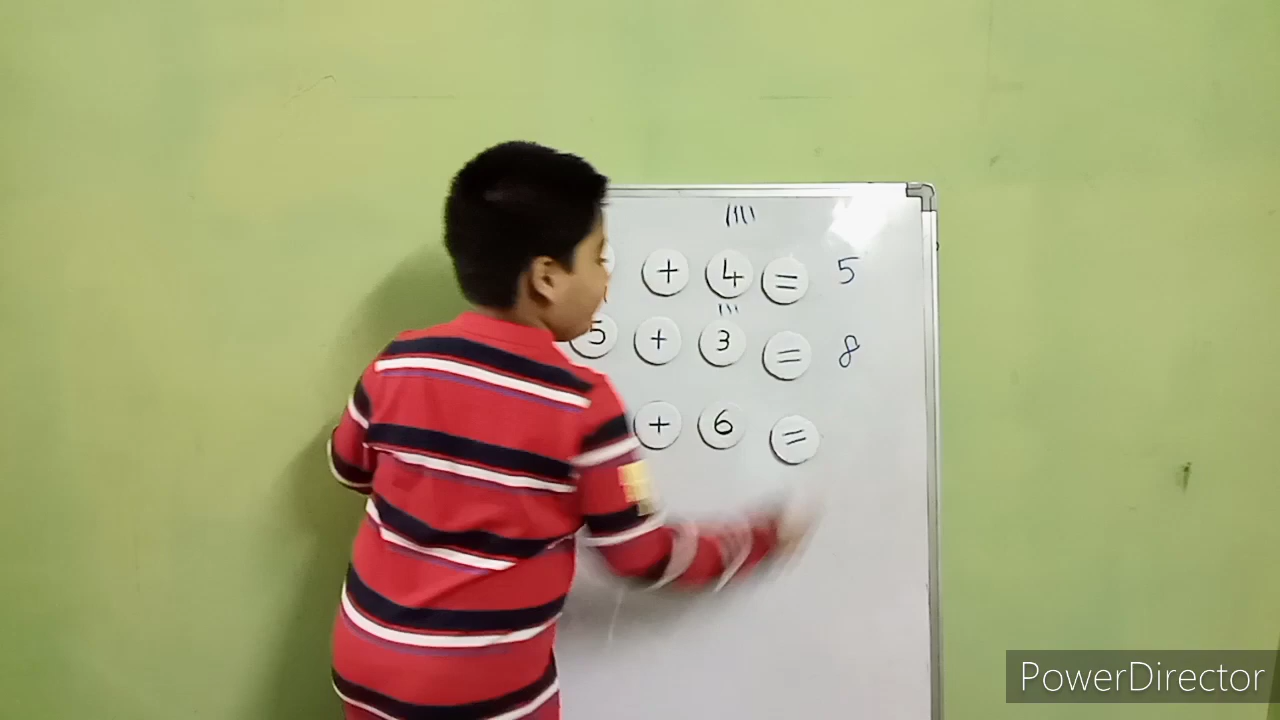 + 4 = 5
5 + 3 = 8
+ 6 =
PowerDirector